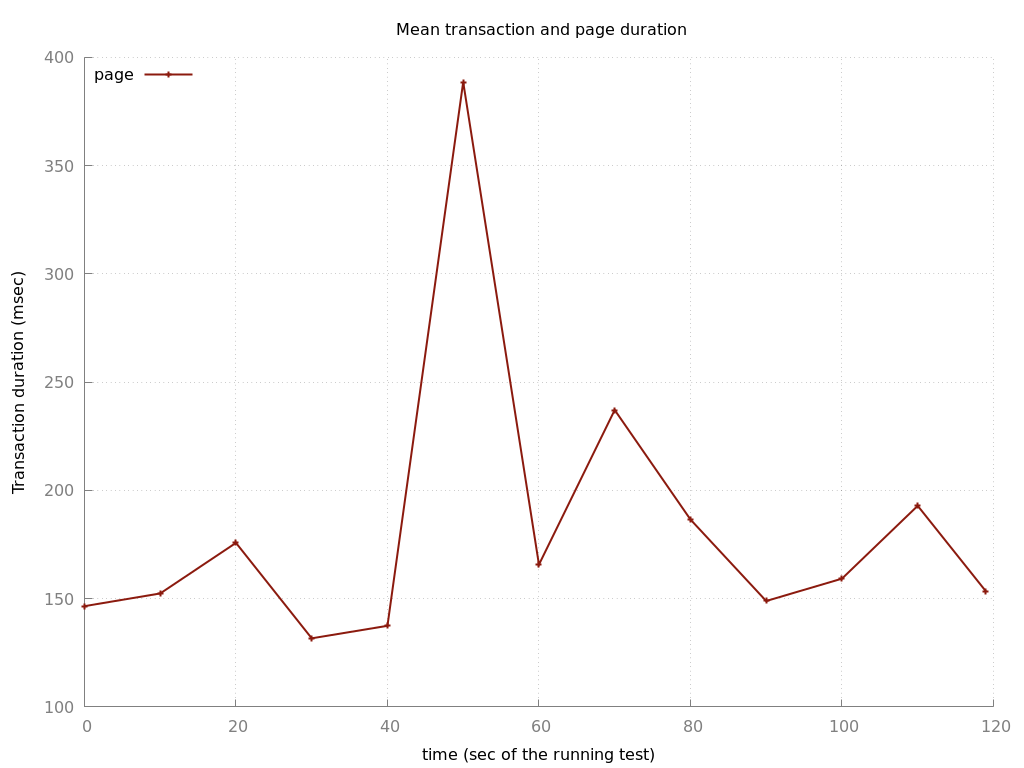 Mean transaction and page duration
400
page
350
300
250
200
150
100
Transaction duration (msec)
0 20 40 60 80 100 120
time (sec of the running test)